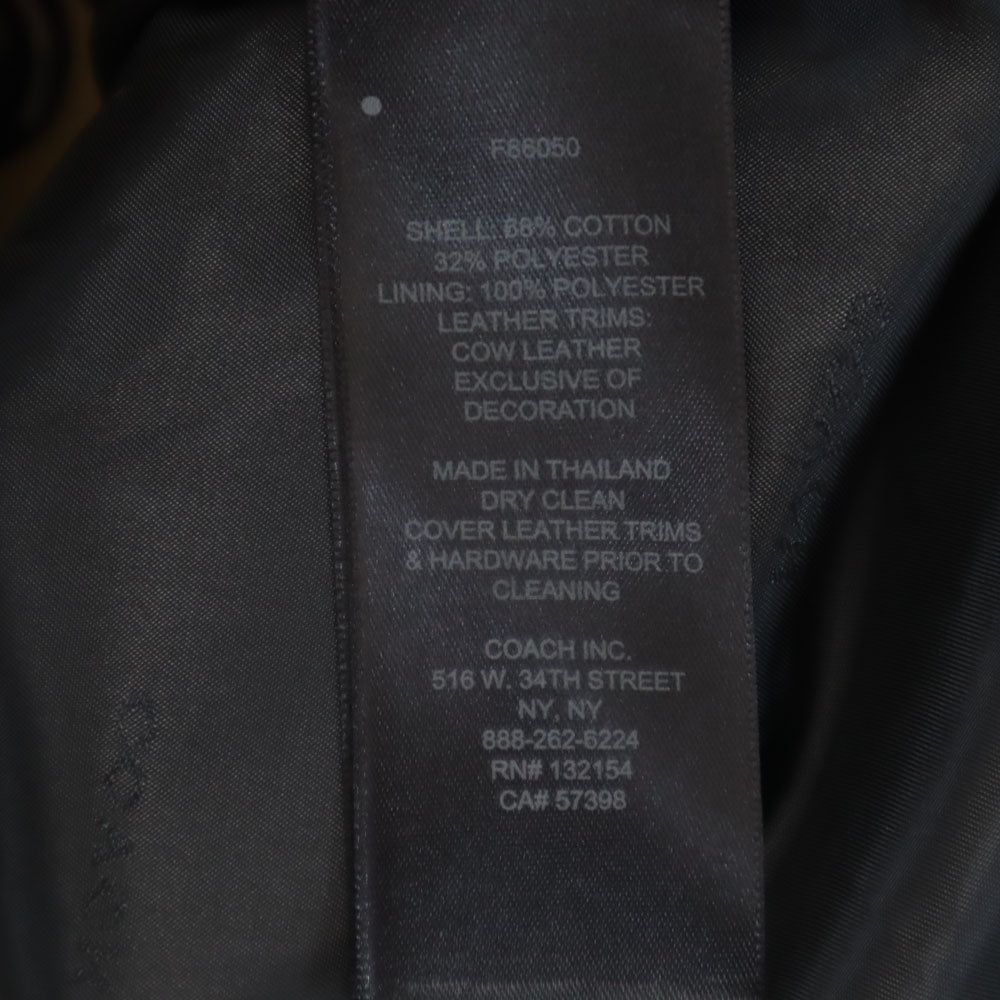 F86050
SHELL: 68% COTTON
32% POLYESTER
LINING: 100% POLYESTER
LEATHER TRIMS:
COW LEATHER
EXCLUSIVE OF
DECORATION
MADE IN THAILAND
DRY CLEAN
COVER LEATHER TRIMS
& HARDWARE PRIOR TO
CLEANING
COACH INC.
516 W. 34TH STREET
NY, NY
888-262-6224
RN# 132154
CA# 57398